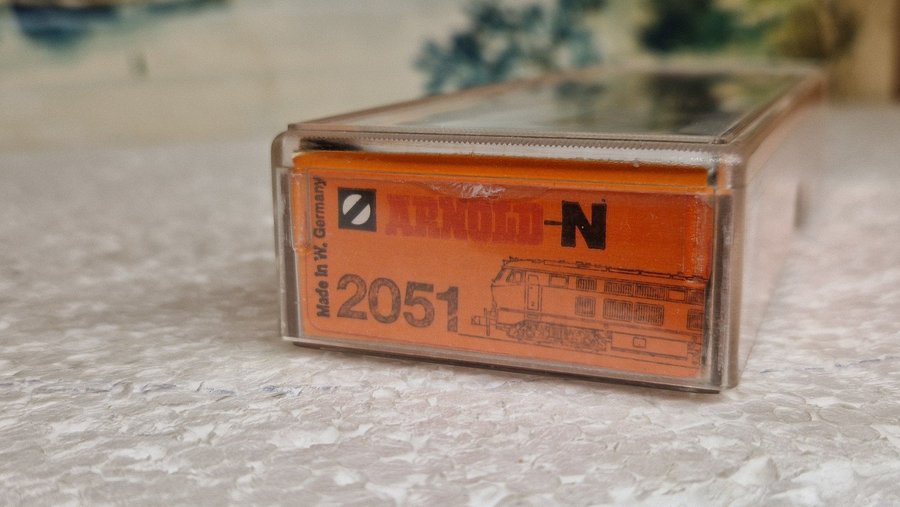 Made in W. Germany
ARNOLD-N
2051